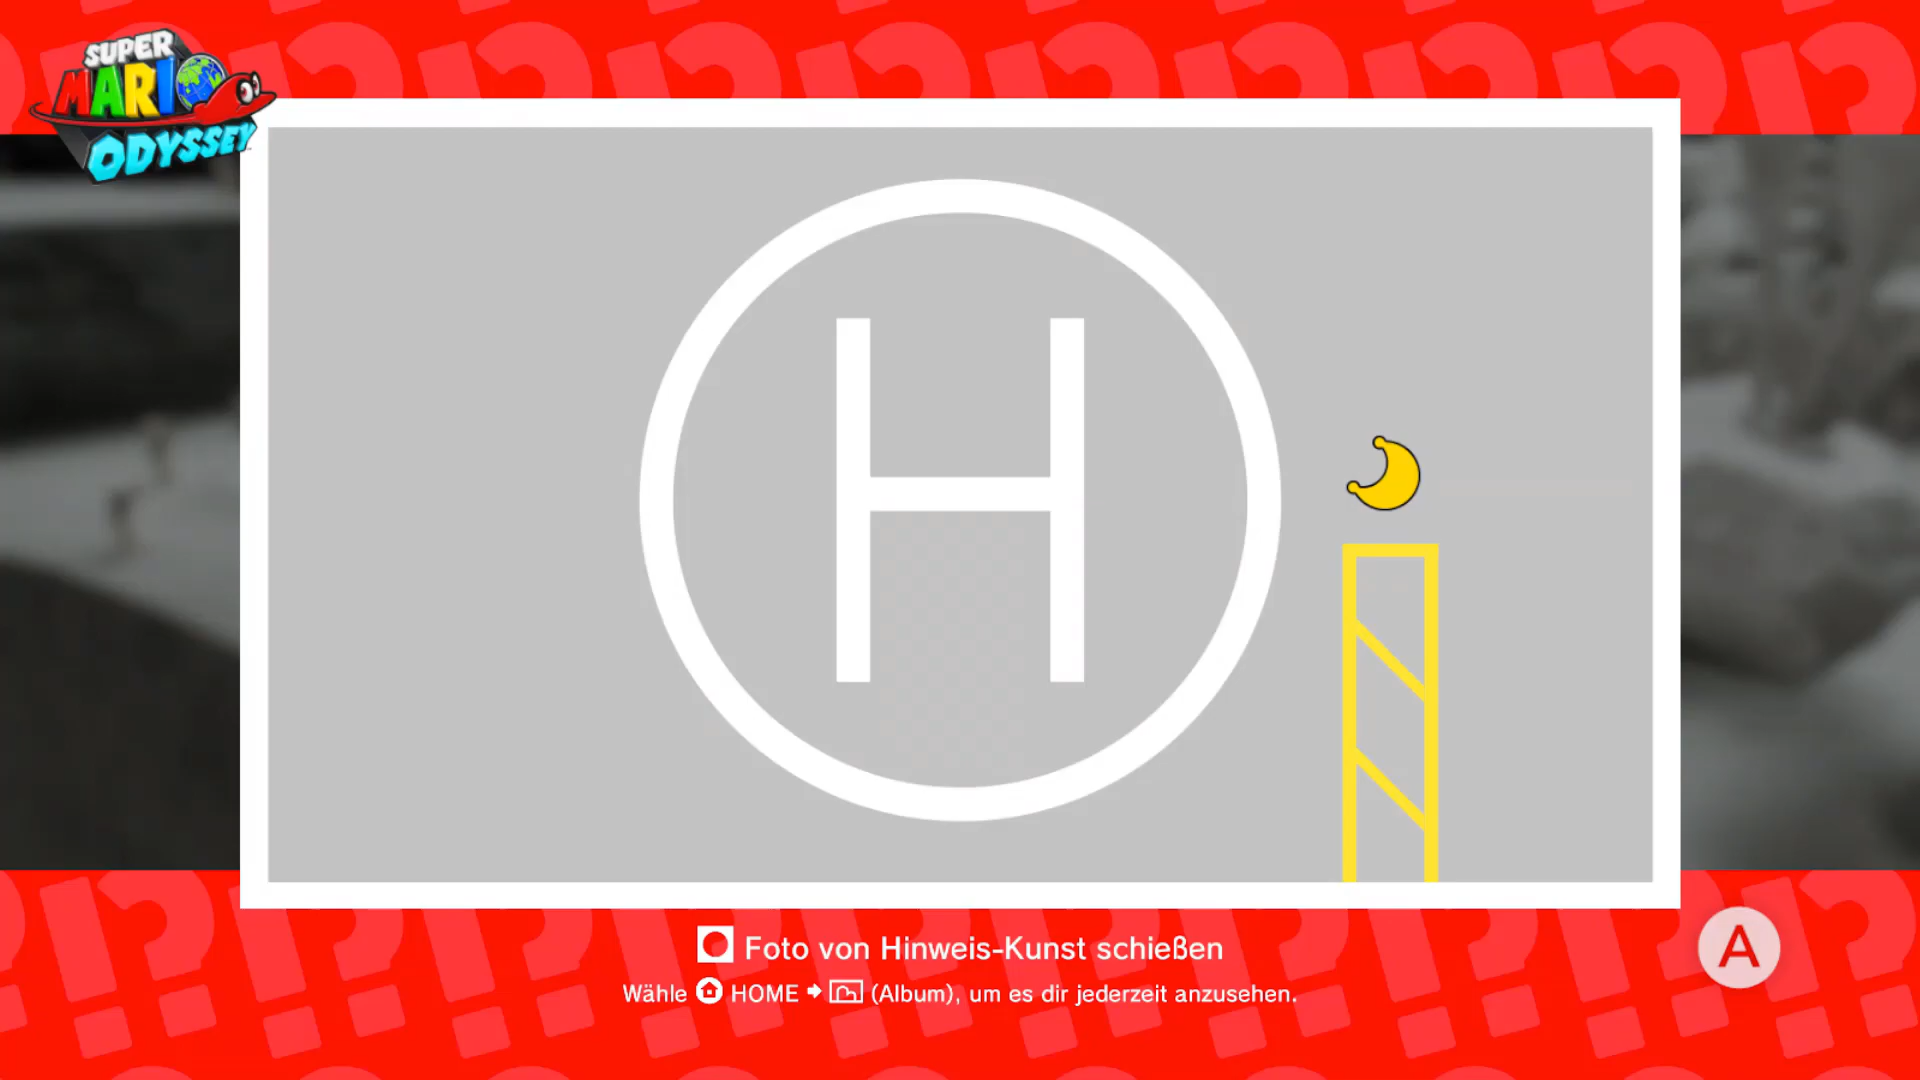 SUPER
MARIO
ODYSSEY
H
Foto von Hinweis-Kunst schießen
Wähle HOME (Album), um es dir jederzeit anzusehen.
A